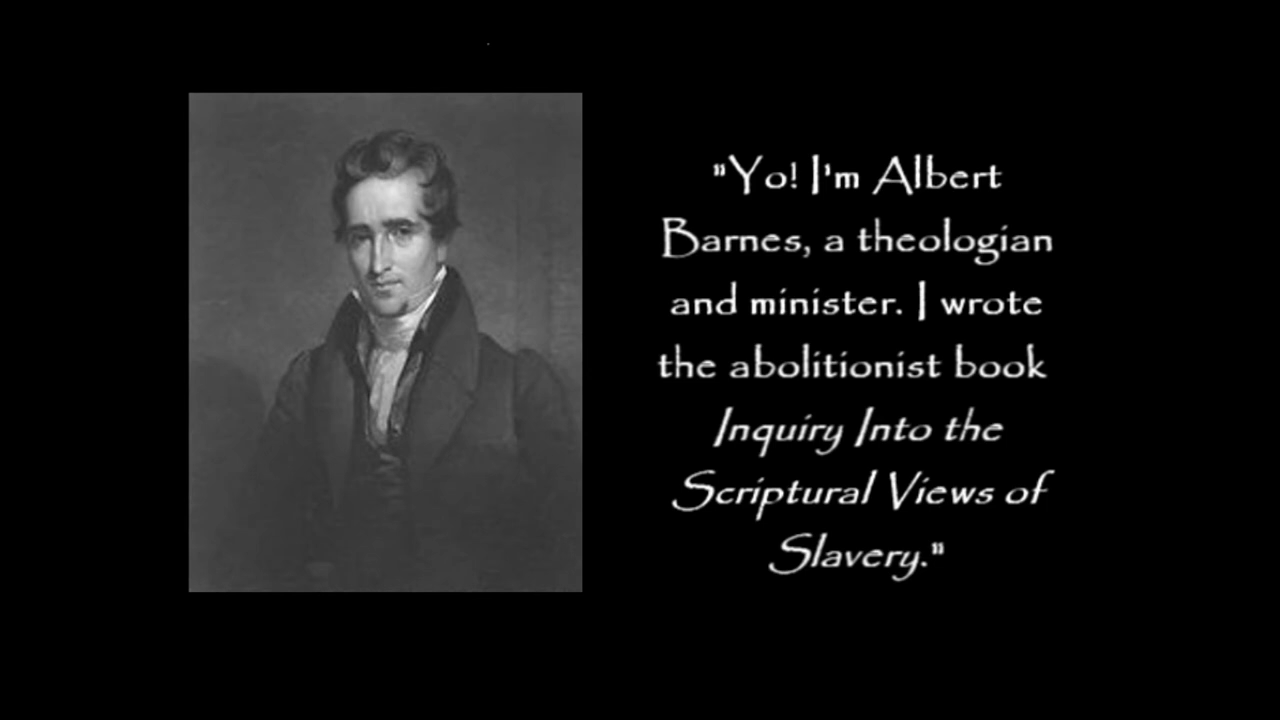 "Yo! I'm Albert
Barnes, a theologian
and minister. I wrote
the abolitionist book
Inquiry Into the
Scriptural Views of
Slavery."